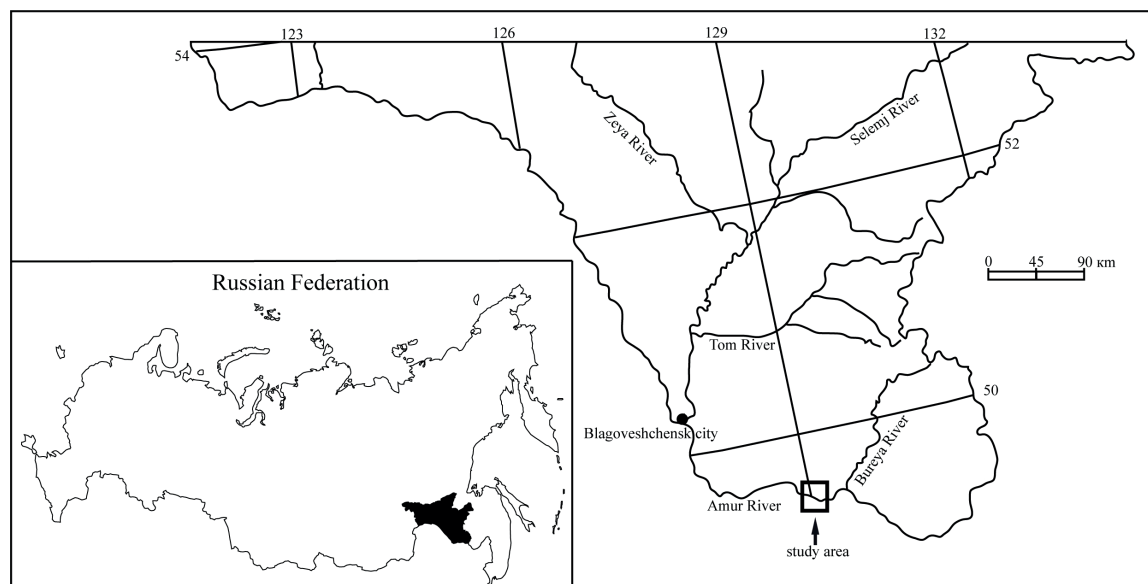 123
126
129
132
54
Zeya River
Selemj River
52
0 45 90 км
Russian Federation
Tom River
50
Blagoveshchensk city
Bureya River
Amur River
study area